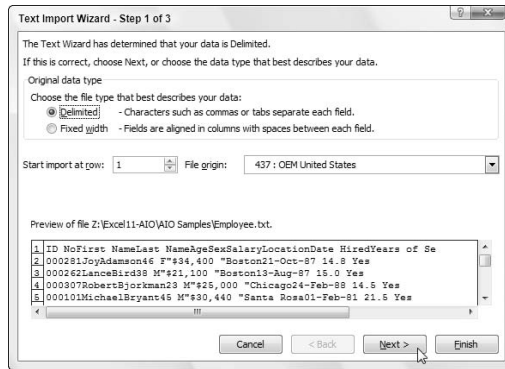 Text Import Wizard - Step 1 of 3
The Text Wizard has determined that your data is Delimited.
If this is correct, choose Next, or choose the data type that best describes your data.
Original data type
Choose the file type that best describes your data:
Delimited - Characters such as commas or tabs separate each field.
Fixed width - Fields are aligned in columns with spaces between each field.
Start import at row: 1 File origin: 437 : OEM United States
Preview of file Z:\Excel11-AIO\AIO Samples\Employee.txt.
1 ID NoFirst NameLast NameAgeSexSalaryLocationDate HiredYears of Se
2 000281JoyAdamson46 F"$34,400 "Boston21-Oct-87 14.8 Yes
3 000262LanceBird38 M"$21,100 "Boston13-Aug-87 15.0 Yes
4 000307RobertBjorkman23 M"$25,000 "Chicago24-Feb-88 14.5 Yes
5 000101MichaelBryant45 M"$30,440 "Santa Rosa01-Feb-81 21.5 Yes
Cancel < Back Next > Finish